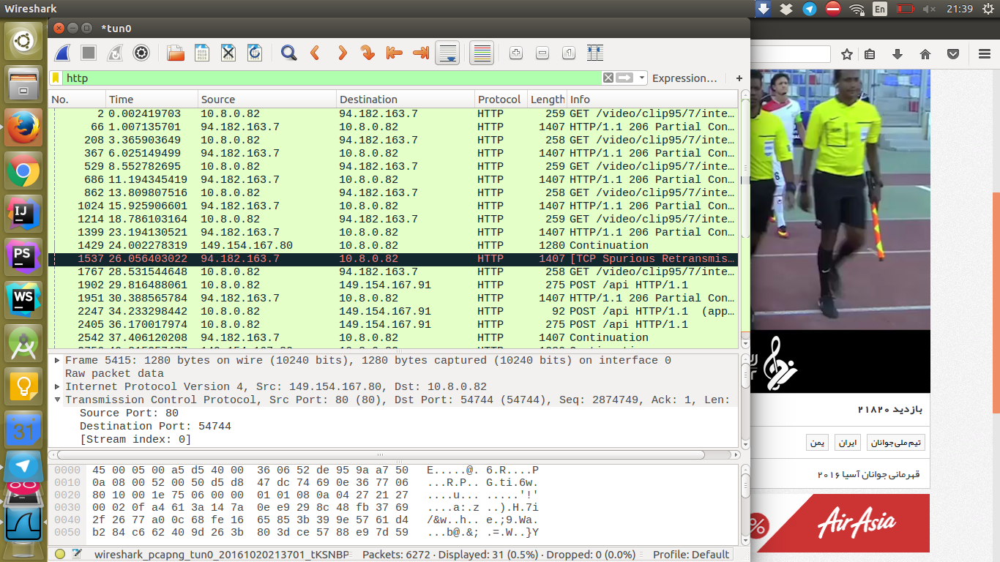 Wireshark
En
21:39
*tun0
http
Expression…
+
No. Time Source Destination Protocol Length Info
2 0.002419703 10.8.0.82 94.182.163.7 HTTP 259 GET /video/clip95/7/inte…
66 1.007135701 94.182.163.7 10.8.0.82 HTTP 1407 HTTP/1.1 206 Partial Con…
208 3.365903649 10.8.0.82 94.182.163.7 HTTP 258 GET /video/clip95/7/inte…
367 6.025149499 94.182.163.7 10.8.0.82 HTTP 1407 HTTP/1.1 206 Partial Con…
529 8.552782695 10.8.0.82 94.182.163.7 HTTP 259 GET /video/clip95/7/inte…
686 11.194345419 94.182.163.7 10.8.0.82 HTTP 1407 HTTP/1.1 206 Partial Con…
862 13.809807516 10.8.0.82 94.182.163.7 HTTP 258 GET /video/clip95/7/inte…
1024 15.925906601 94.182.163.7 10.8.0.82 HTTP 1407 HTTP/1.1 206 Partial Con…
1214 18.786103164 10.8.0.82 94.182.163.7 HTTP 259 GET /video/clip95/7/inte…
1399 23.194130521 94.182.163.7 10.8.0.82 HTTP 1407 HTTP/1.1 206 Partial Con…
1429 24.002278319 149.154.167.80 10.8.0.82 HTTP 1280 Continuation
1537 26.056403022 94.182.163.7 10.8.0.82 HTTP 1407 [TCP Spurious Retransmis…
1767 28.531544648 10.8.0.82 94.182.163.7 HTTP 258 GET /video/clip95/7/inte…
1902 29.816488061 10.8.0.82 149.154.167.91 HTTP 275 POST /api HTTP/1.1
1951 30.388565784 94.182.163.7 10.8.0.82 HTTP 1407 HTTP/1.1 206 Partial Con…
2247 34.233298442 10.8.0.82 149.154.167.91 HTTP 92 POST /api HTTP/1.1 (app…
2405 36.170017974 10.8.0.82 149.154.167.91 HTTP 275 POST /api HTTP/1.1
2542 37.406120208 94.182.163.7 10.8.0.82 HTTP 1407 Continuation
Frame 5415: 1280 bytes on wire (10240 bits), 1280 bytes captured (10240 bits) on interface 0
Raw packet data
Internet Protocol Version 4, Src: 149.154.167.80, Dst: 10.8.0.82
Transmission Control Protocol, Src Port: 80 (80), Dst Port: 54744 (54744), Seq: 2874749, Ack: 1, Len:
Source Port: 80
Destination Port: 54744
[Stream index: 0]
0000 45 00 05 00 a5 d5 40 00 36 06 52 de 95 9a a7 50 E.....@. 6.R....P
0010 0a 08 00 52 00 50 d5 d8 47 dc 74 69 0e 36 77 06 ...R.P.. G.ti.6w.
0020 80 10 00 1e 75 06 00 00 01 01 08 0a 04 27 21 27 ....u... .....'!'
0030 00 02 0f a4 61 3a 14 7a 0e e9 29 8c 48 fb 37 69 ....a:.z ..).H.7i
0040 2f 26 77 a0 0c 68 fe 16 65 85 3b 39 9e 57 61 d4 /&w..h.. e.;9.Wa.
0050 b2 84 c6 62 40 9d 26 3b 80 3d ce 57 88 e9 7d 59 ...b@.&; .=.W..}Y
wireshark_pcapng_tun0_20161020213701_tKSNBP
Packets: 6272 · Displayed: 31 (0.5%) · Dropped: 0 (0.0%)
Profile: Default
IJ
PS
WS
31
6
بازدید ۲۱۸۲۰
تیم ملی جوانان
ایران
یمن
قهرمانی جوانان آسیا ۲۰۱۶
%
AirAsia